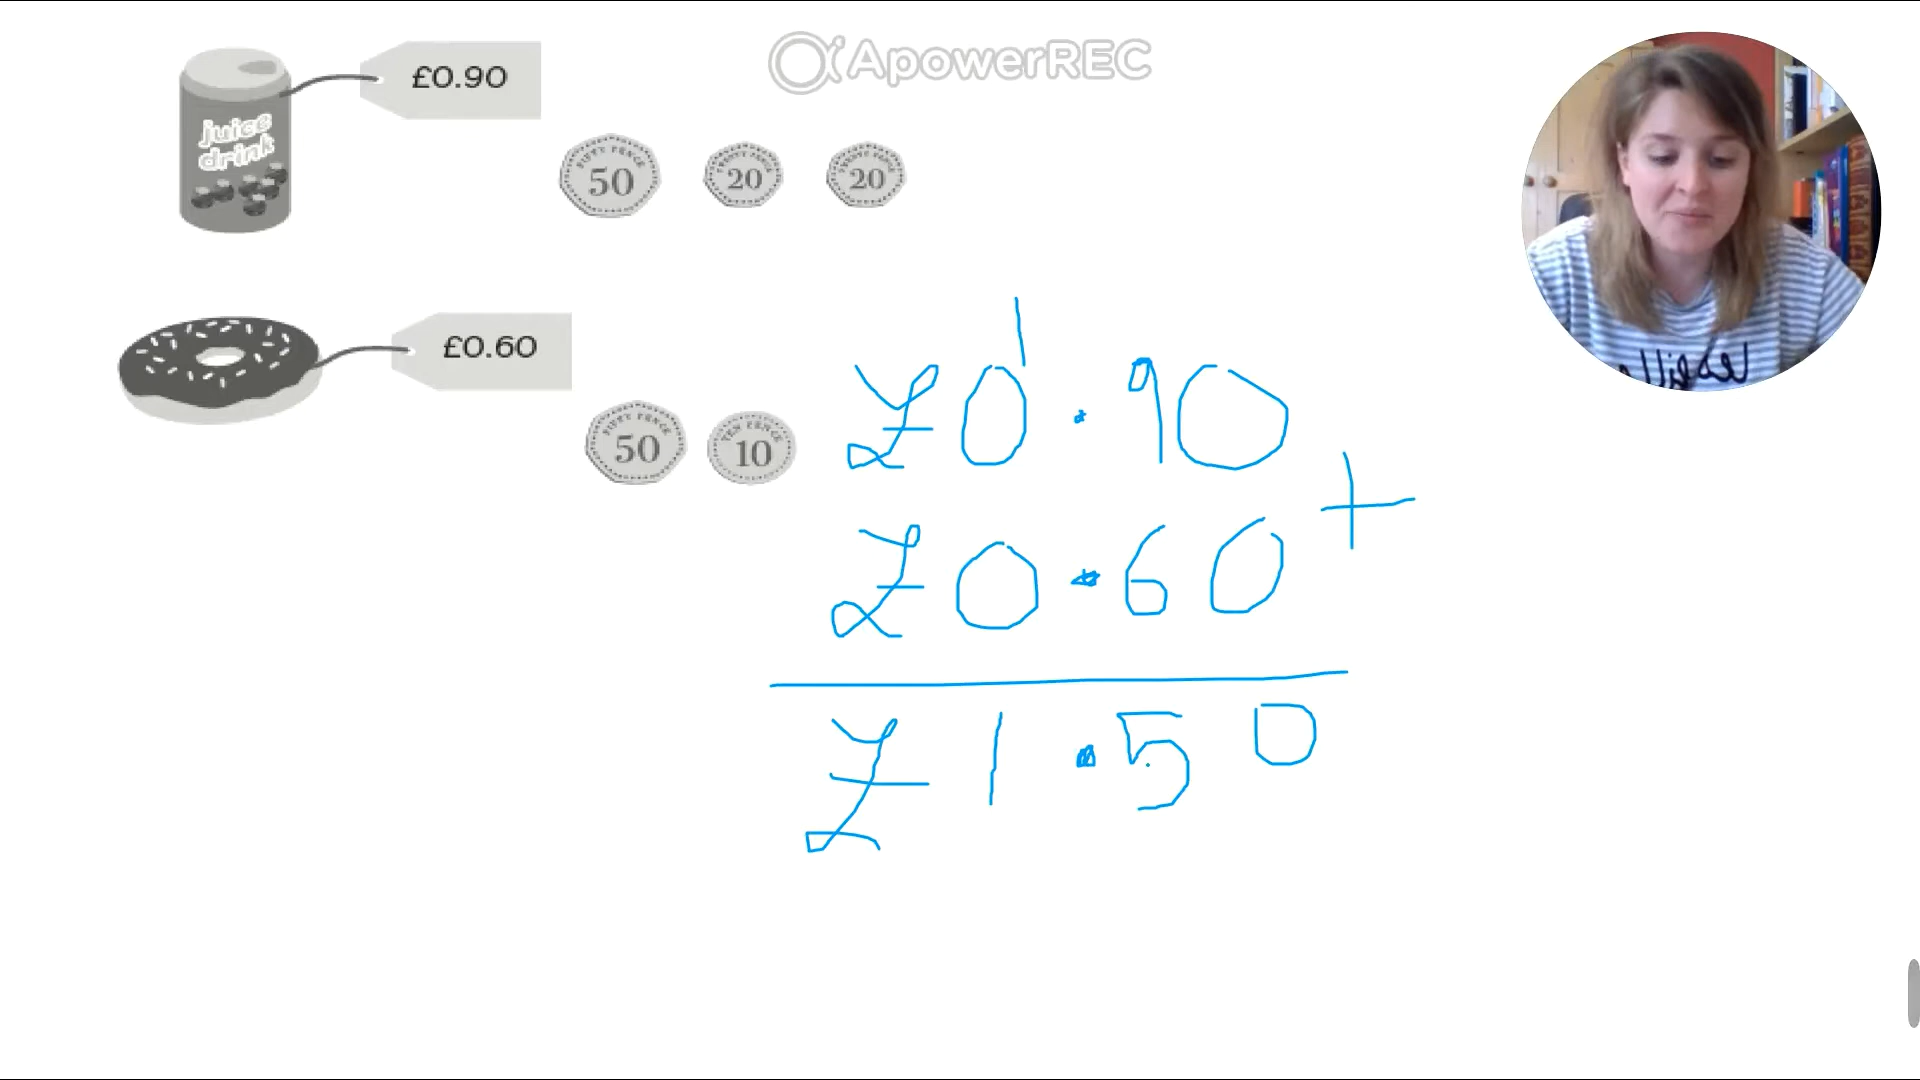 ApowerREC
£0.90
juice
drink
FIFTY PENCE
50
TWENTY PENCE
20
TWENTY PENCE
20
£0.60
FIFTY PENCE
50
TEN PENCE
10
1
£0.90
+
£0.60
£1.50